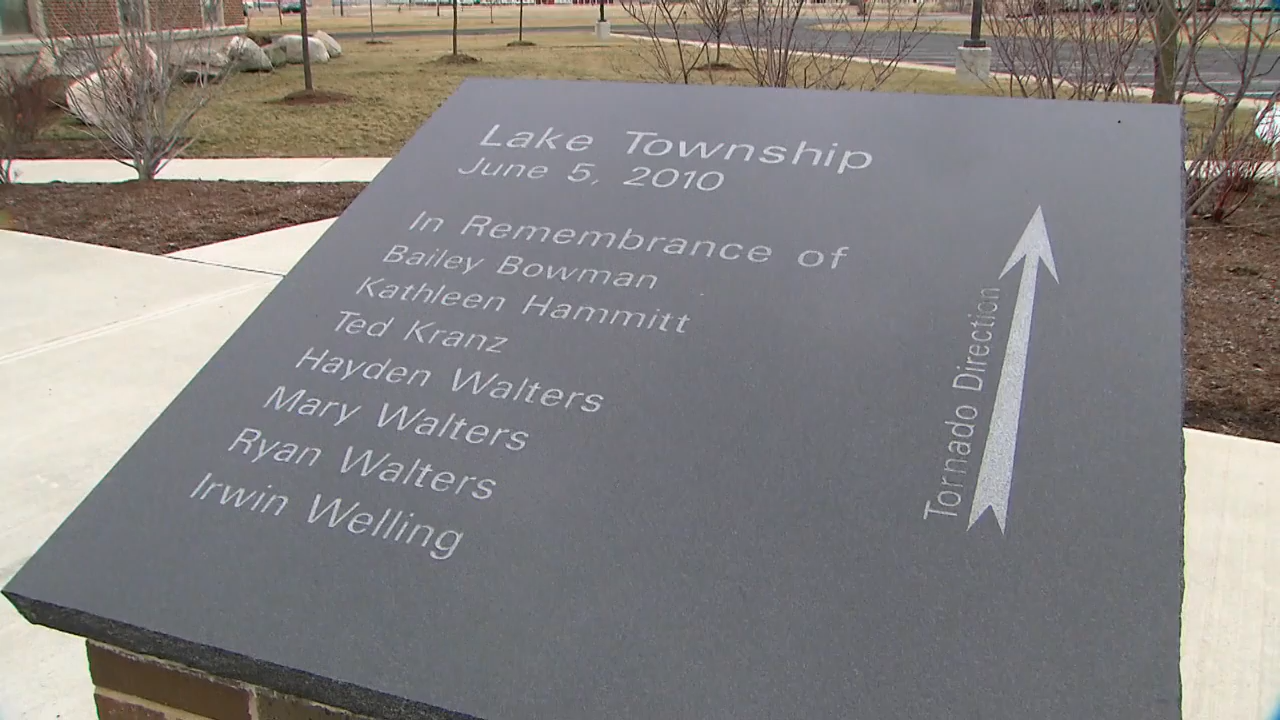 Lake Township
June 5, 2010
In Remembrance of
Bailey Bowman
Kathleen Hammitt
Ted Kranz
Hayden Walters
Mary Walters
Ryan Walters
Irwin Welling
Tornado Direction